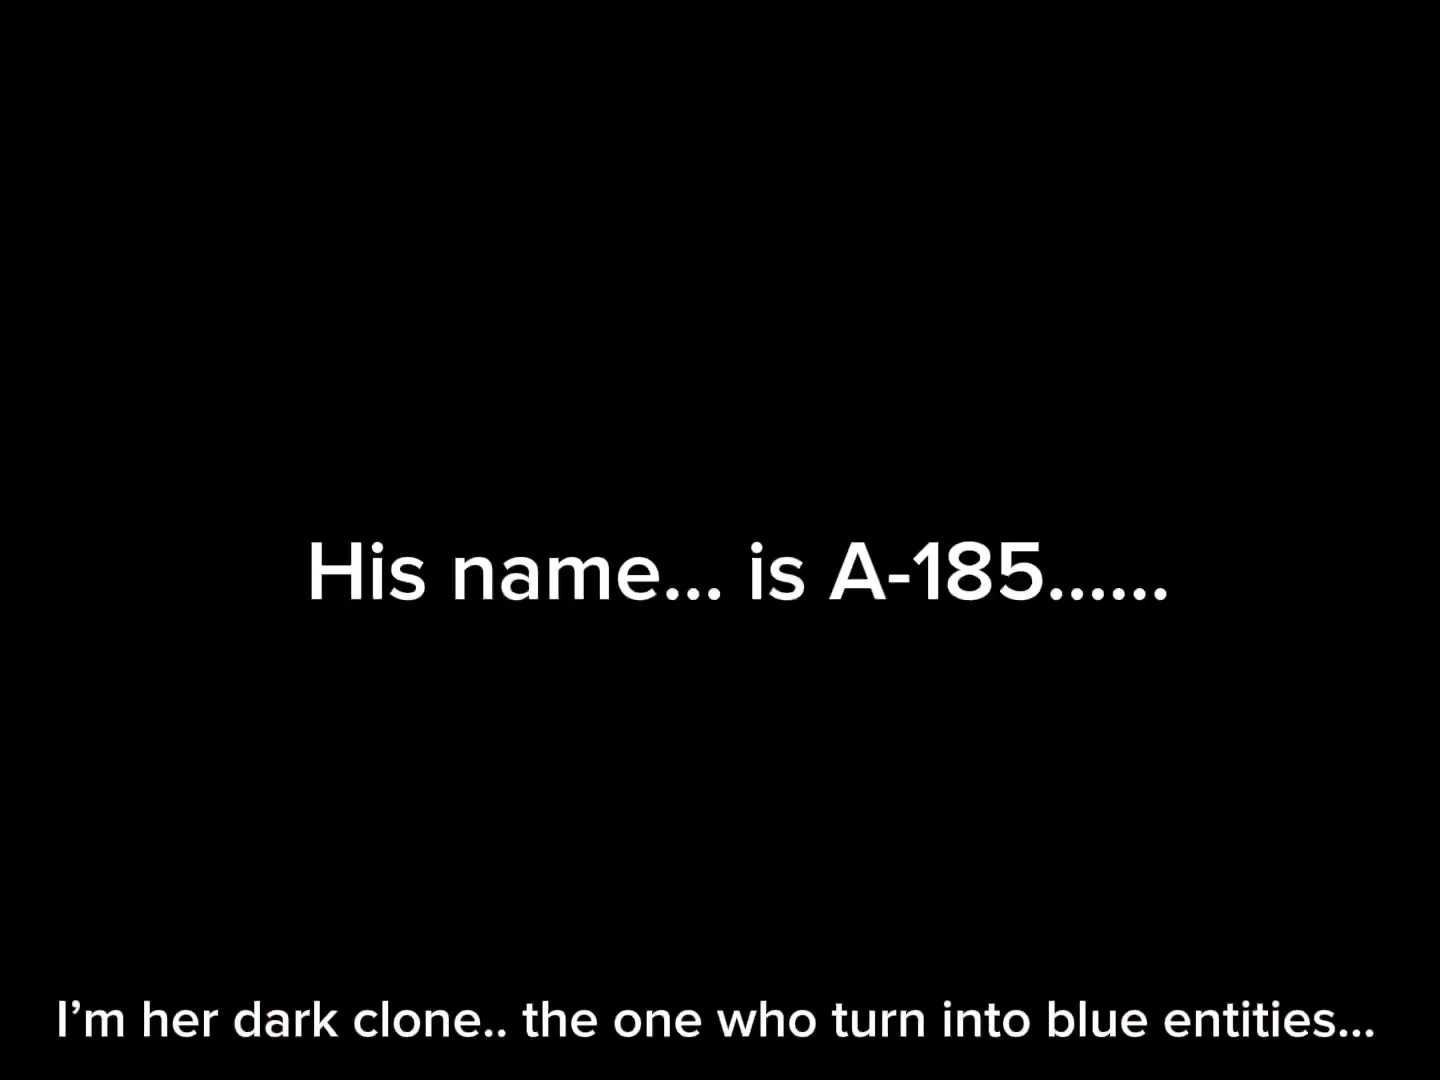 His name... is A-185......
I’m her dark clone.. the one who turn into blue entities...